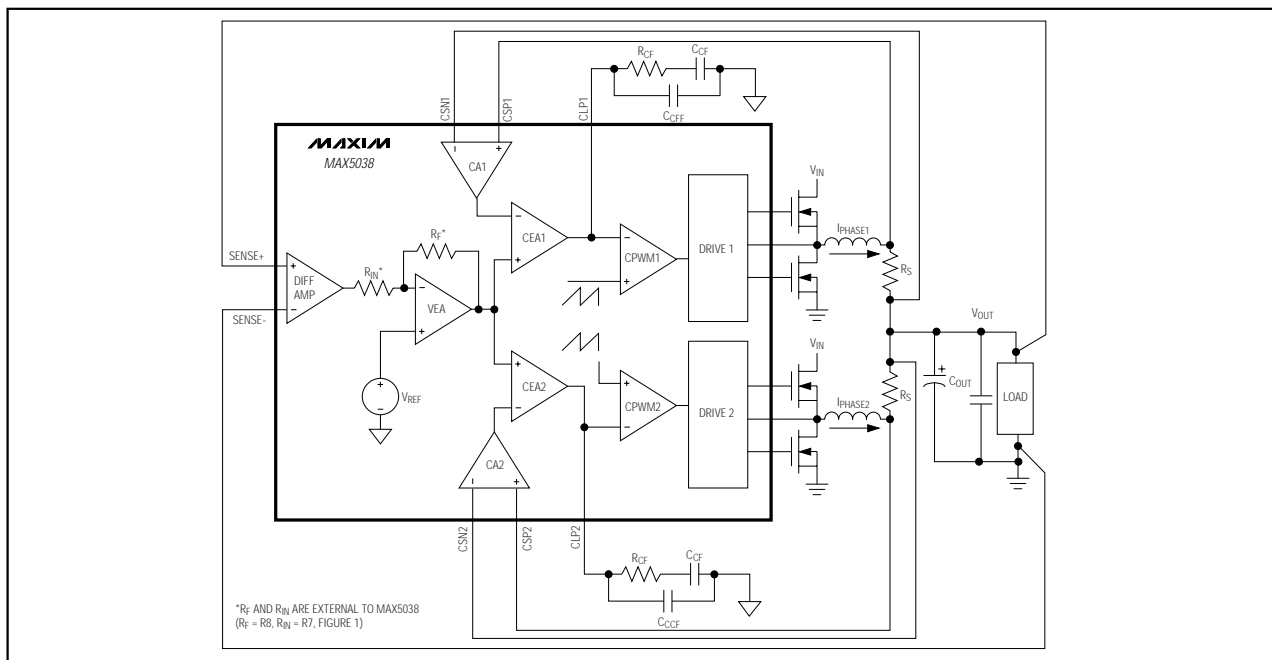 RCF
CCF
CCFF
CSN1
CSP1
CLP1
MAXIM
MAX5038
CA1
VIN
RF*
CEA1
CPWM1
DRIVE 1
IPHASE1
RS
SENSE+
DIFF
AMP
RIN*
VEA
SENSE-
VOUT
VIN
CEA2
CPWM2
DRIVE 2
VREF
IPHASE2
RS
COUT
LOAD
CA2
CSN2
CSP2
CLP2
RCF
CCF
CCCF
*RF AND RIN ARE EXTERNAL TO MAX5038
(RF = R8, RIN = R7, FIGURE 1)